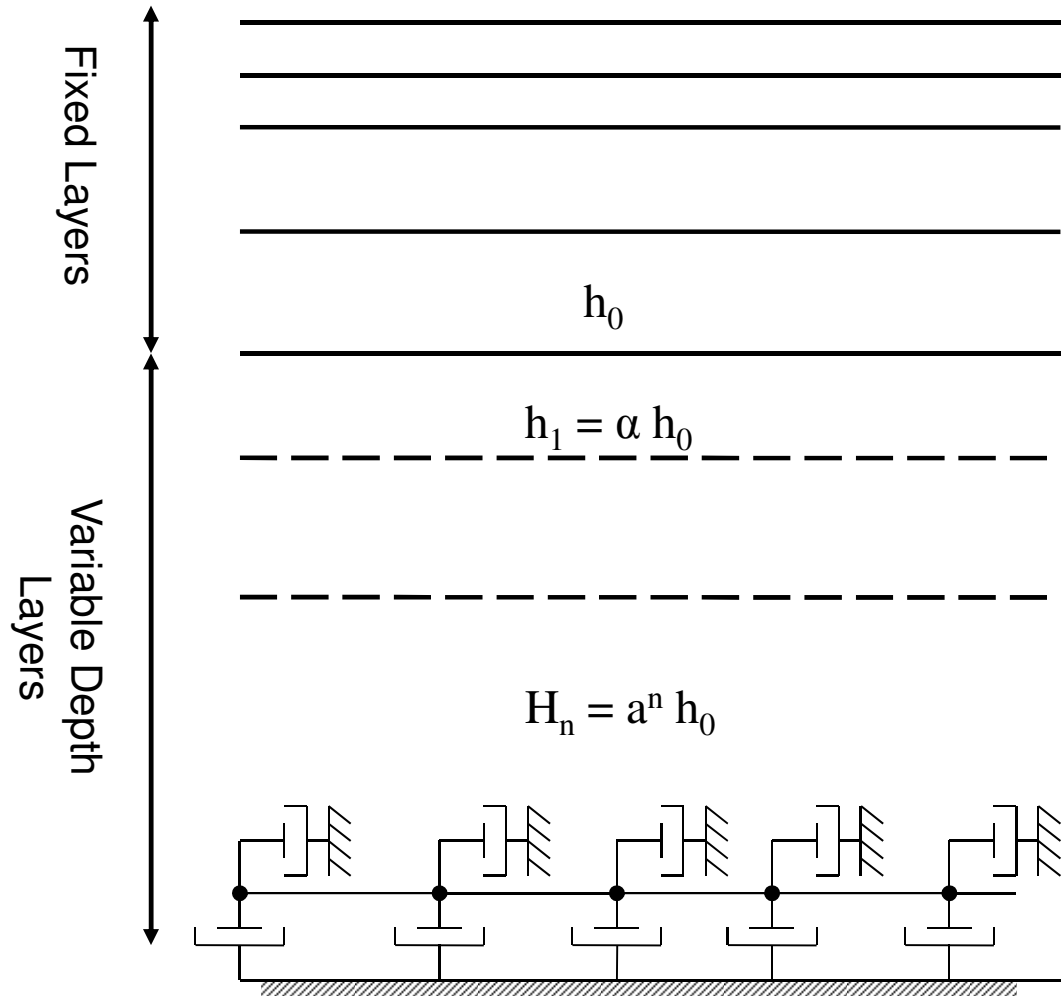 Fixed Layers
h₀
h₁ = α h₀
Variable Depth
Layers
Hₙ = aⁿ h₀